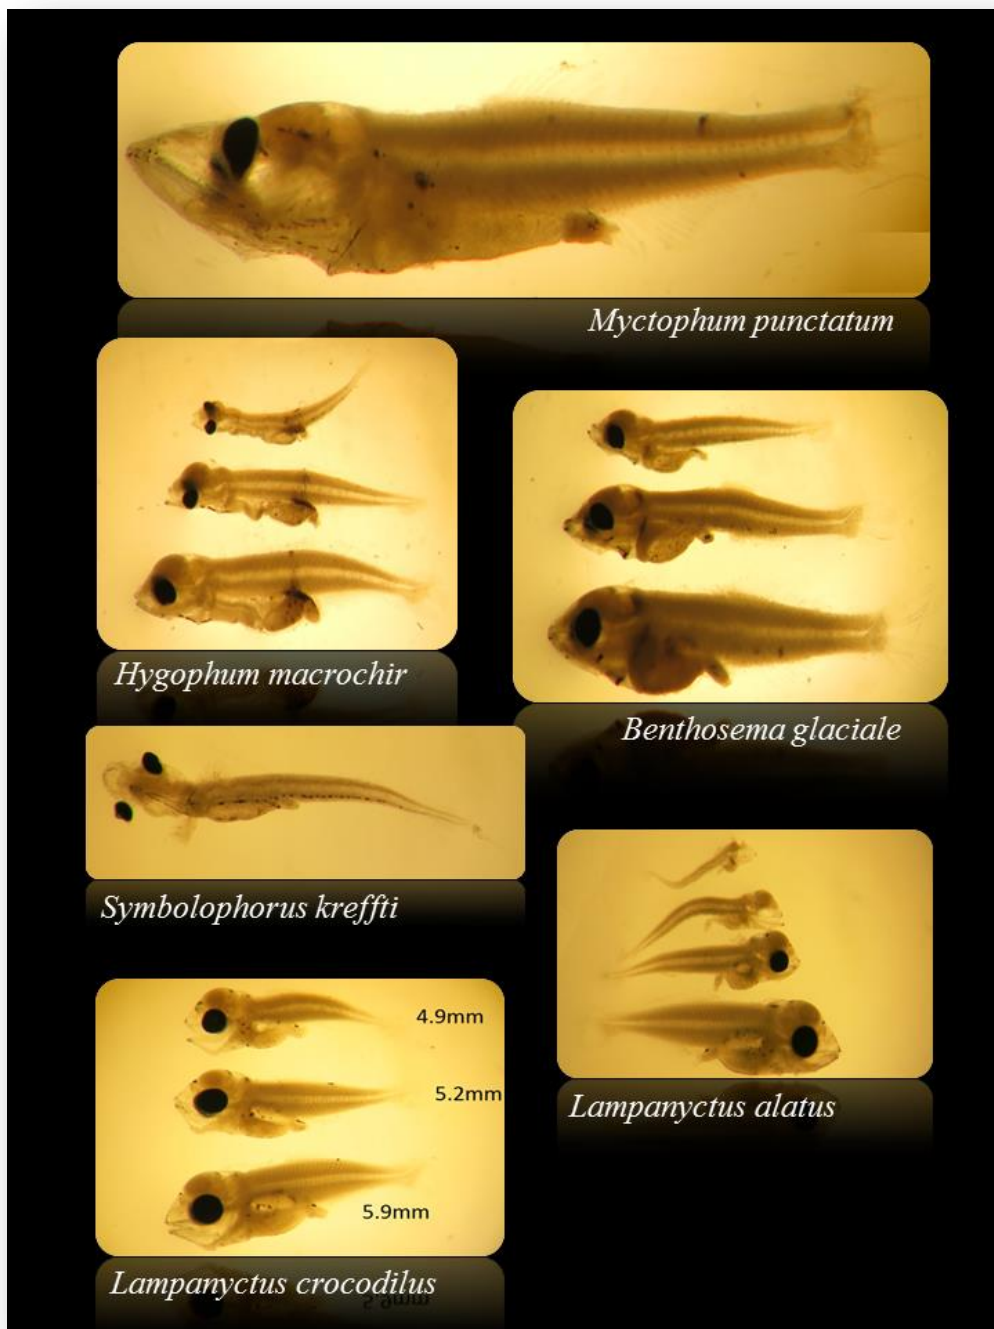 Myctophum punctatum
Hygophum macrochir
Benthosema glaciale
Symbolophorus kreffti
Lampanyctus alatus
4.9mm
5.2mm
5.9mm
Lampanyctus crocodilus